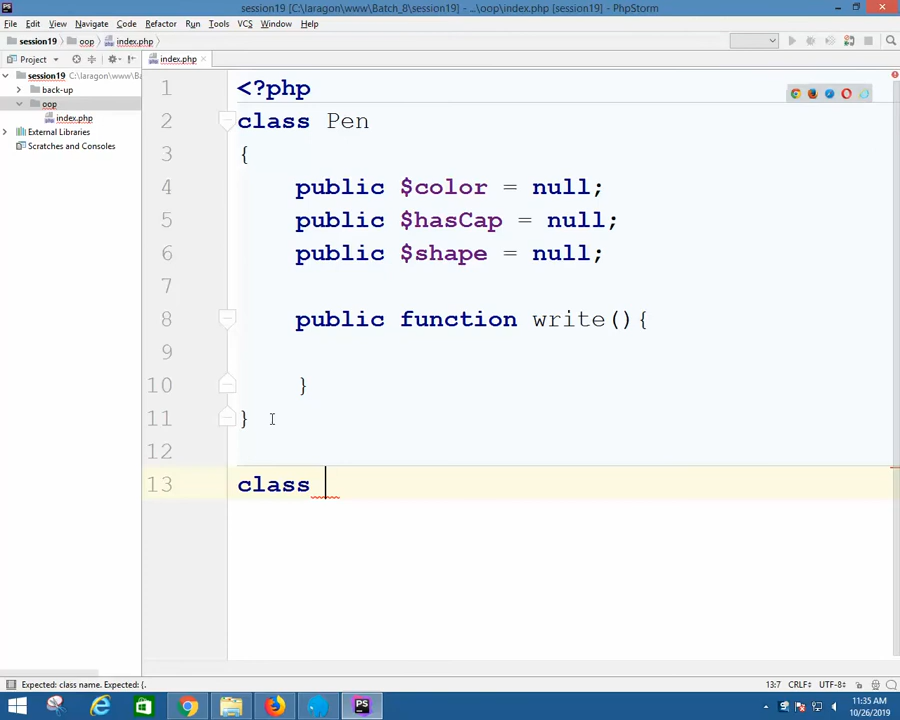 session19 [C:\laragon\www\Batch_8\session19] - ..\oop\index.php [session19] - PhpStorm
File Edit View Navigate Code Refactor Run Tools VCS Window Help
session19 oop index.php
Project index.php
session19 C:\laragon\www\Bat
back-up
oop
index.php
External Libraries
Scratches and Consoles
1 <?php
2 class Pen
3 {
4 public $color = null;
5 public $hasCap = null;
6 public $shape = null;
7
8 public function write(){
9
10 }
11 }
12
13 class
Expected: class name. Expected: {. 13:7 CRLF UTF-8
11:35 AM
10/26/2019